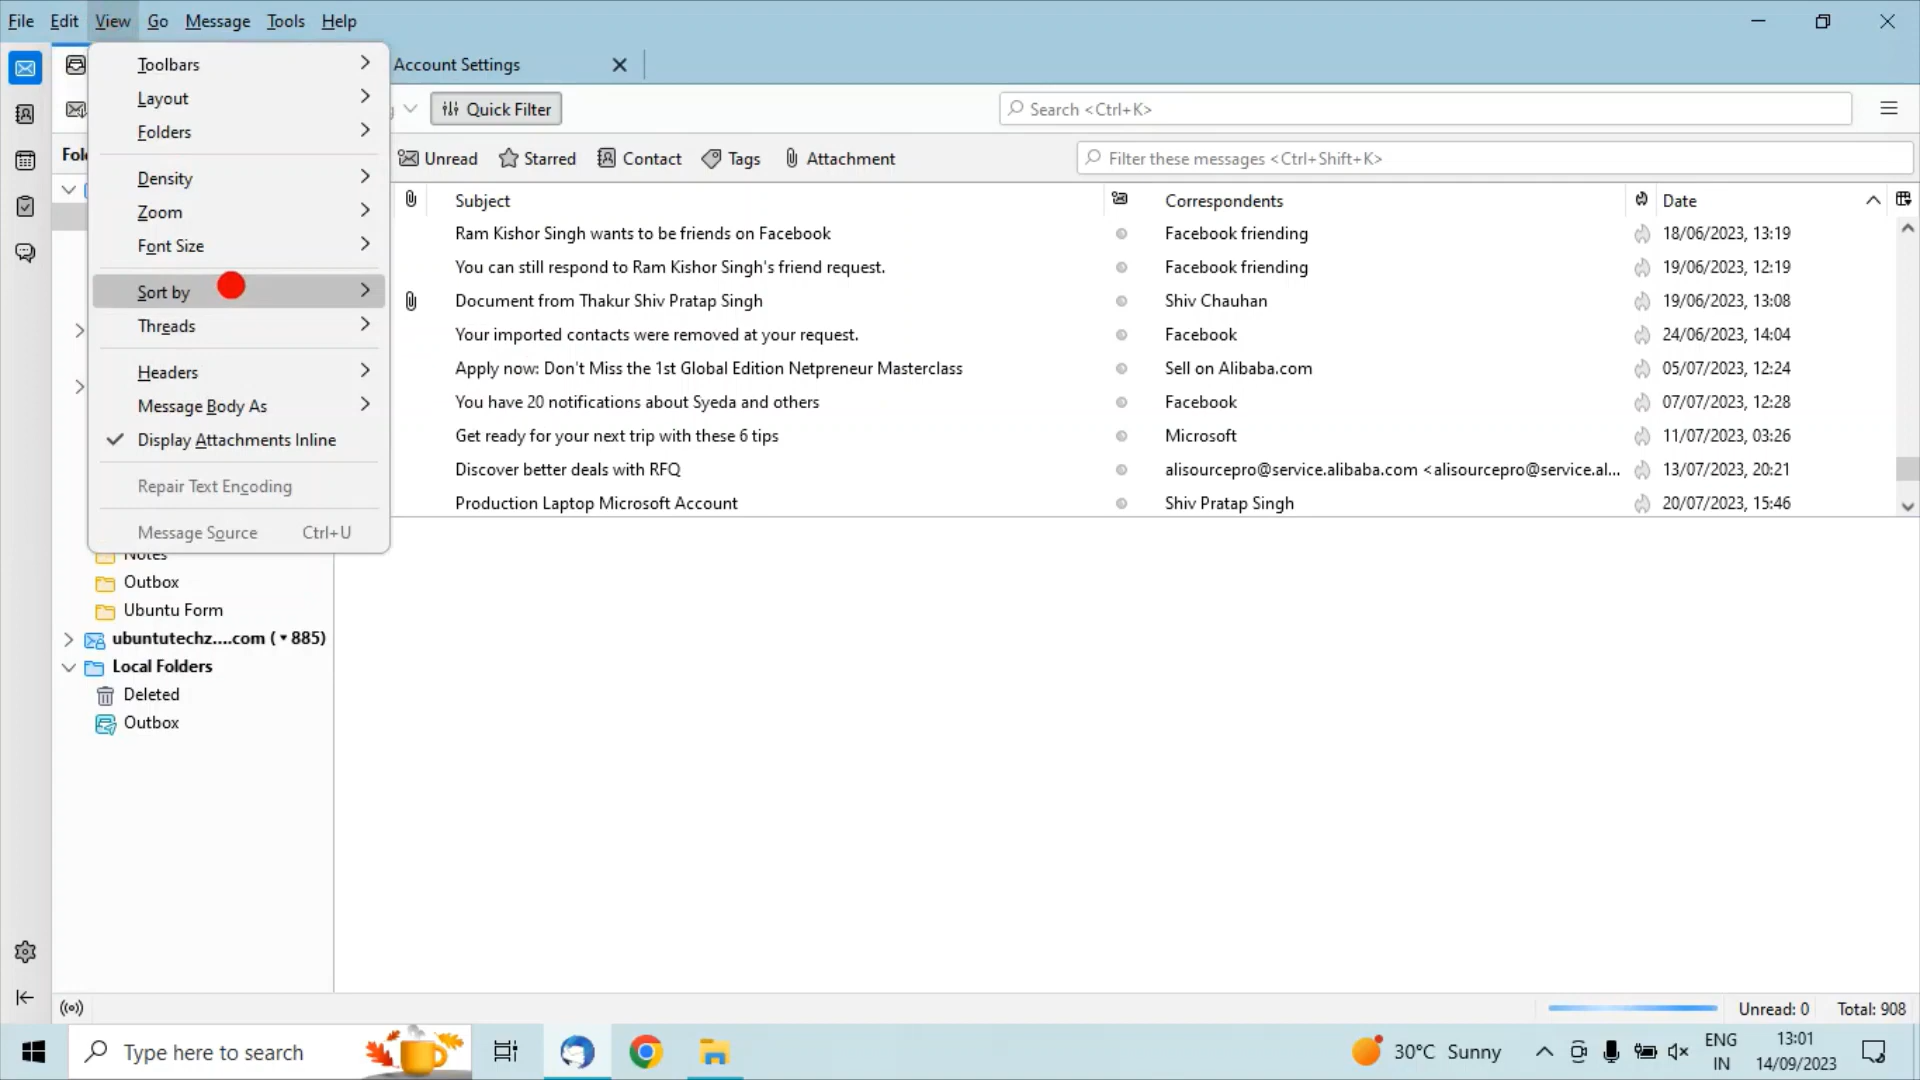 File Edit View Go Message Tools Help
Account Settings
Toolbars
Layout
Folders
Density
Zoom
Font Size
Sort by
Threads
Headers
Message Body As
Display Attachments Inline
Repair Text Encoding
Message Source Ctrl+U
Quick Filter
Search <Ctrl+K>
Unread Starred Contact Tags Attachment
Filter these messages <Ctrl+Shift+K>
Subject Correspondents Date
Ram Kishor Singh wants to be friends on Facebook Facebook friending 18/06/2023, 13:19
You can still respond to Ram Kishor Singh's friend request. Facebook friending 19/06/2023, 12:19
Document from Thakur Shiv Pratap Singh Shiv Chauhan 19/06/2023, 13:08
Your imported contacts were removed at your request. Facebook 24/06/2023, 14:04
Apply now: Don't Miss the 1st Global Edition Netpreneur Masterclass Sell on Alibaba.com 05/07/2023, 12:24
You have 20 notifications about Syeda and others Facebook 07/07/2023, 12:28
Get ready for your next trip with these 6 tips Microsoft 11/07/2023, 03:26
Discover better deals with RFQ alisourcepro@service.alibaba.com <alisourcepro@service.al... 13/07/2023, 20:21
Production Laptop Microsoft Account Shiv Pratap Singh 20/07/2023, 15:46
Notes
Outbox
Ubuntu Form
ubuntutechz....com (▾885)
Local Folders
Deleted
Outbox
Unread: 0 Total: 908
Type here to search
30°C Sunny
ENG
IN
13:01
14/09/2023